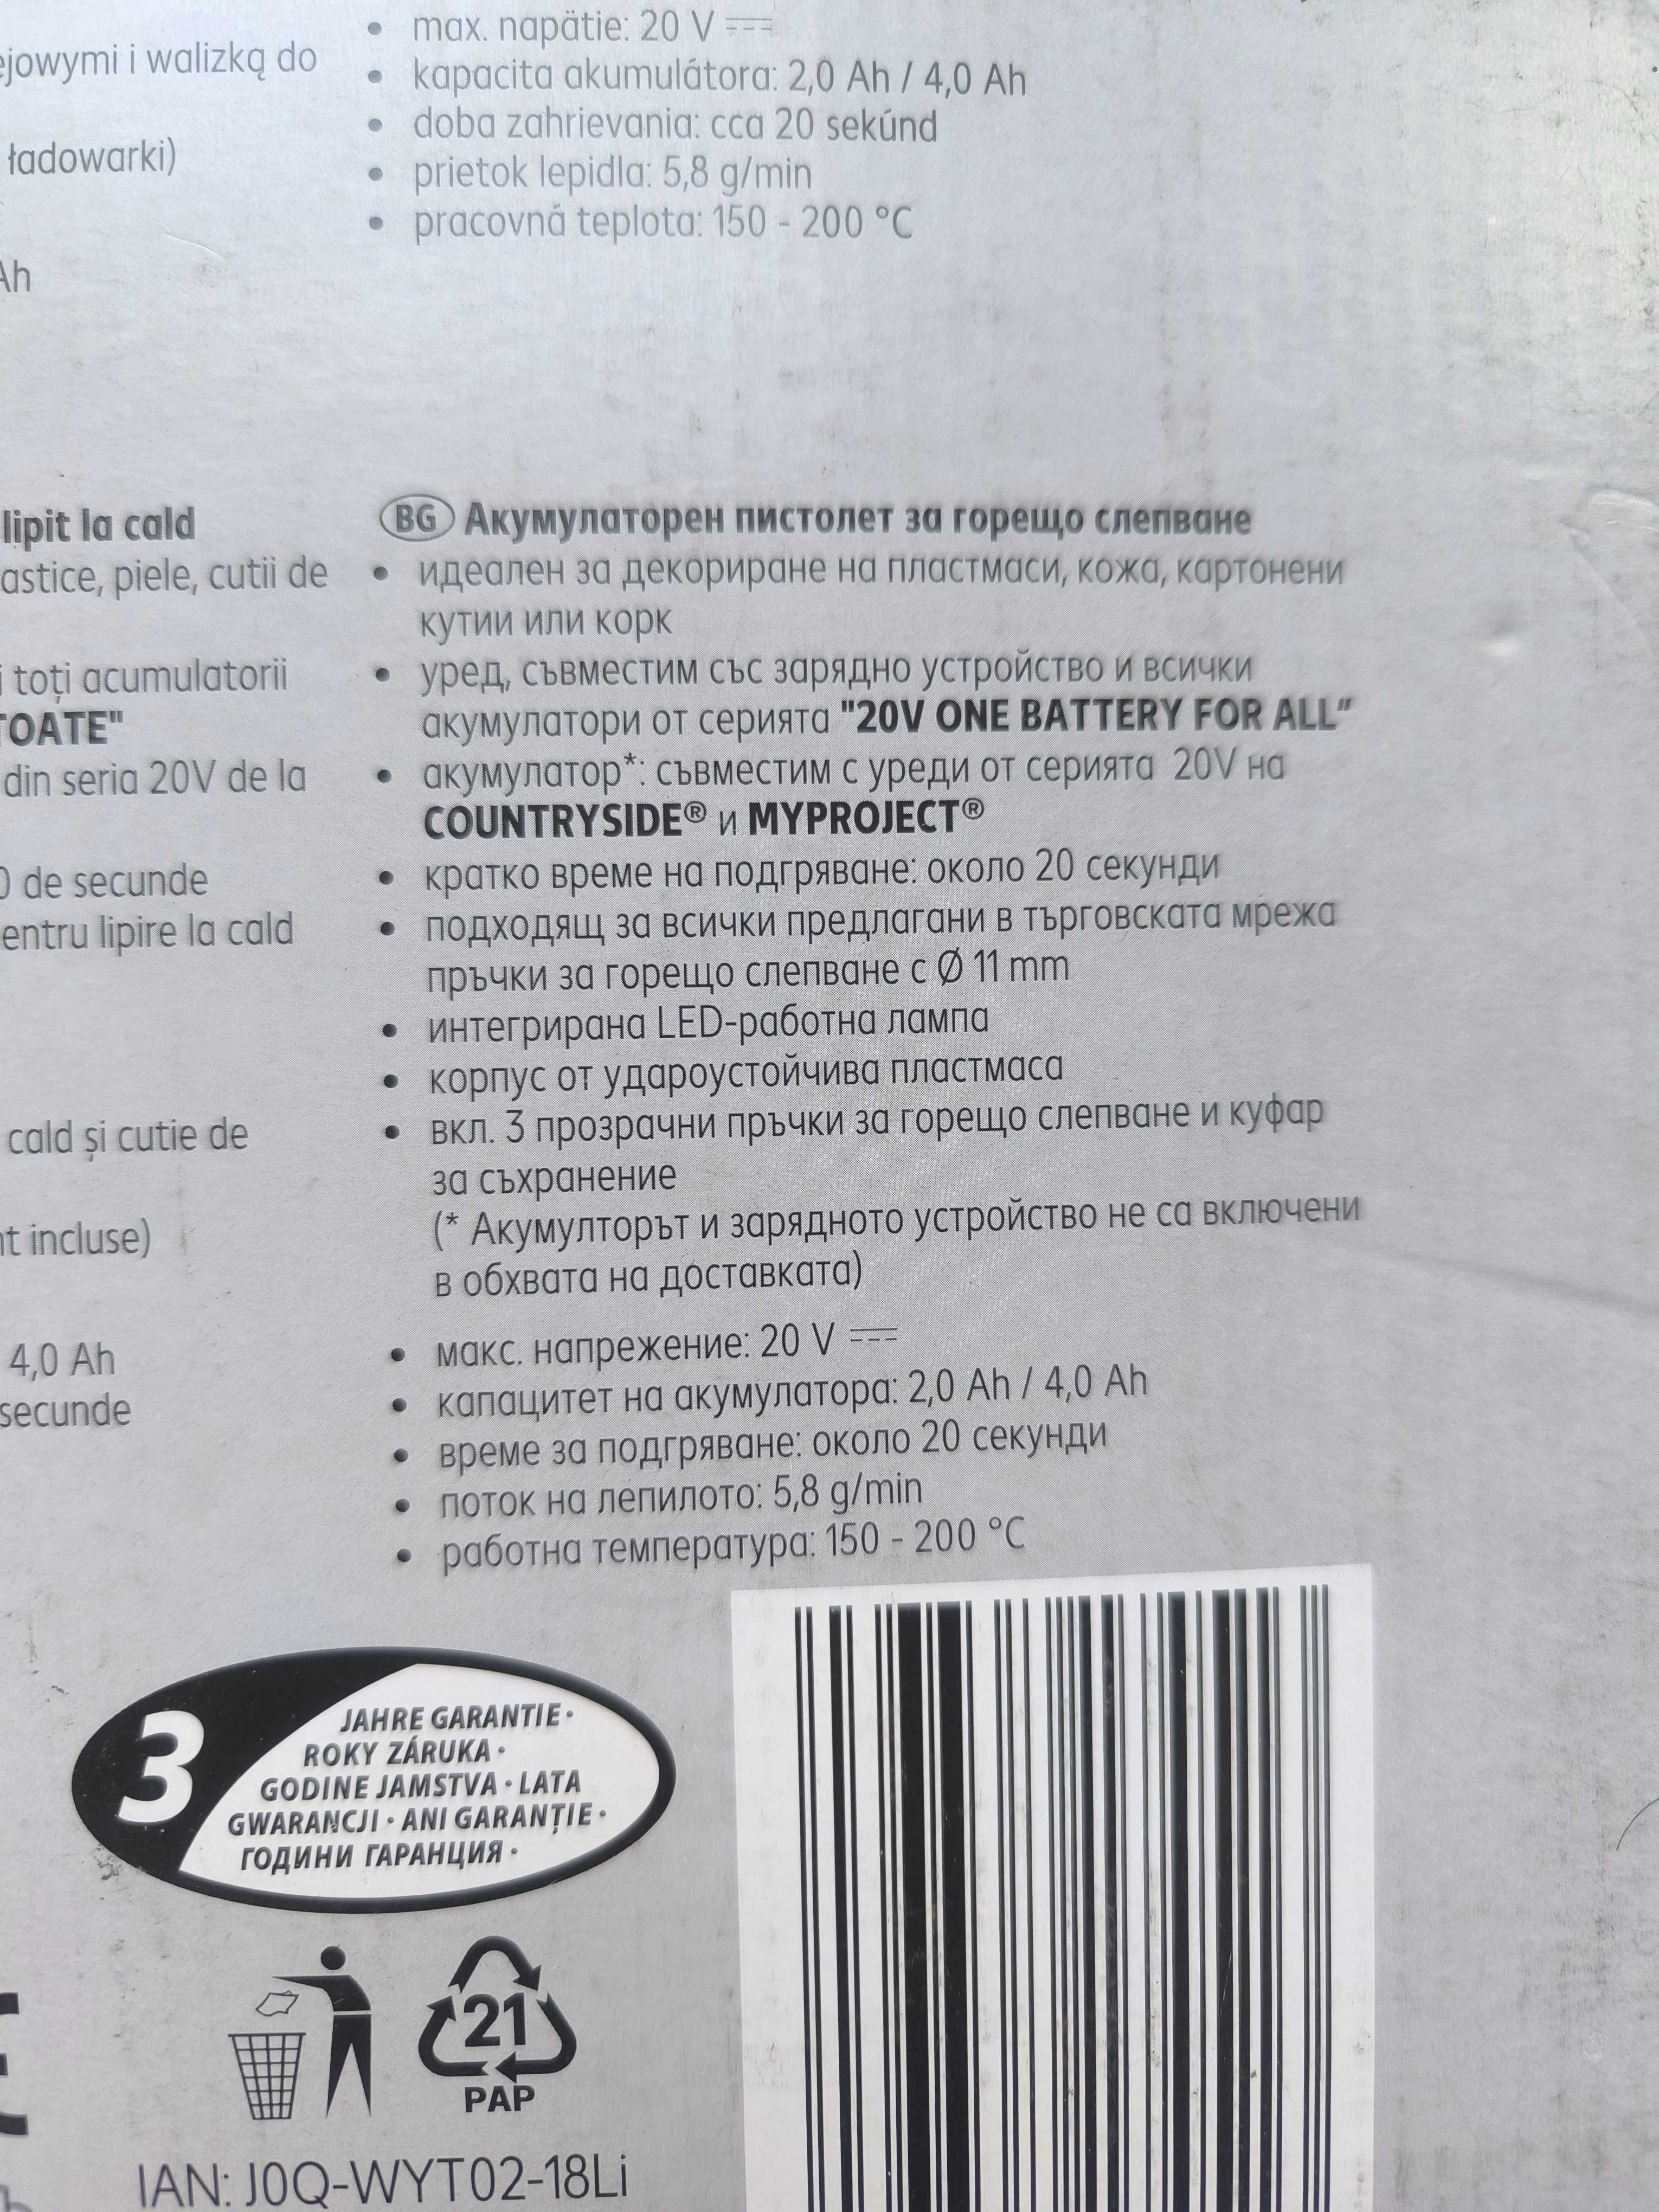 ejowymi i walizką do
ładowarki)
Ah
• max. napätie: 20 V ⎓
• kapacita akumulátora: 2,0 Ah / 4,0 Ah
• doba zahrievania: cca 20 sekúnd
• prietok lepidla: 5,8 g/min
• pracovná teplota: 150 - 200 °C
lipit la cald
astice, piele, cutii de
i toți acumulatorii
TOATE"
din seria 20V de la
0 de secunde
entru lipire la cald
cald și cutie de
nt incluse)
4,0 Ah
secunde
BG Акумулаторен пистолет за горещо слепване
• идеален за декориране на пластмаси, кожа, картонени
кутии или корк
• уред, съвместим със зарядно устройство и всички
акумулатори от серията "20V ONE BATTERY FOR ALL"
• акумулатор*: съвместим с уреди от серията 20V на
COUNTRYSIDE® и MYPROJECT®
• кратко време на подгряване: около 20 секунди
• подходящ за всички предлагани в търговската мрежа
пръчки за горещо слепване с Ø 11 mm
• интегрирана LED-работна лампа
• корпус от удароустойчива пластмаса
• вкл. 3 прозрачни пръчки за горещо слепване и куфар
за съхранение
(* Акумулторът и зарядното устройство не са включени
в обхвата на доставката)
• макс. напрежение: 20 V ⎓
• капацитет на акумулатора: 2,0 Ah / 4,0 Ah
• време за подгряване: около 20 секунди
• поток на лепилото: 5,8 g/min
• работна температура: 150 - 200 °C
3
JAHRE GARANTIE •
ROKY ZÁRUKA •
GODINE JAMSTVA • LATA
GWARANCJI • ANI GARANȚIE •
ГОДИНИ ГАРАНЦИЯ •
21
PAP
IAN: J0Q-WYT02-18Li